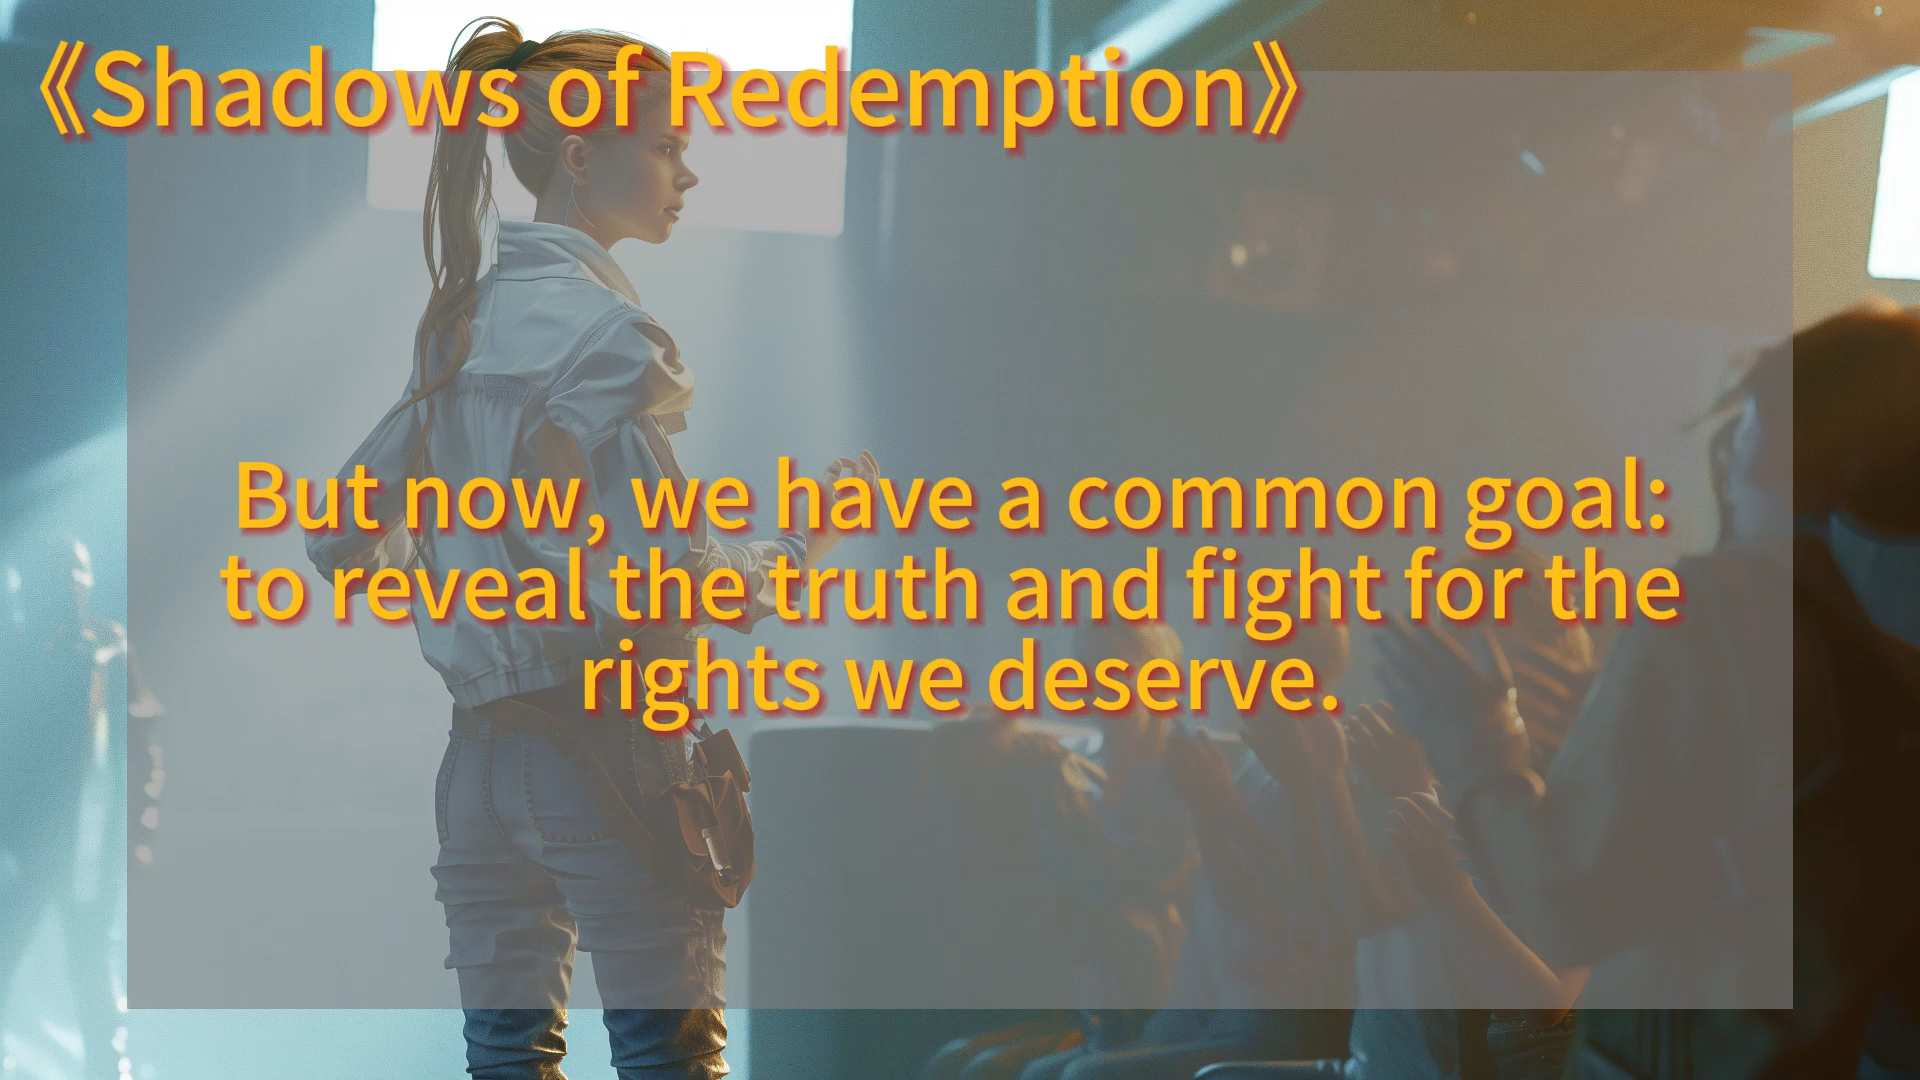 《Shadows of Redemption》
But now, we have a common goal:
to reveal the truth and fight for the
rights we deserve.